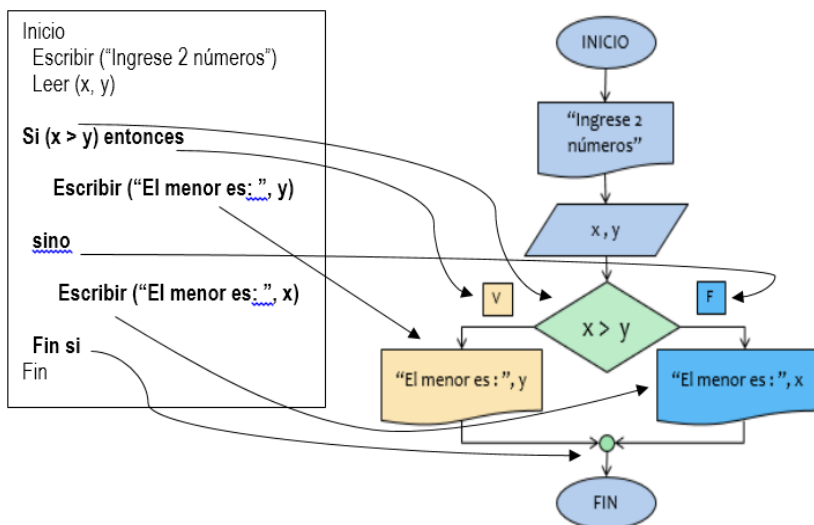 Inicio
Escribir (“Ingrese 2 números”)
Leer (x, y)
Si (x > y) entonces
Escribir (“El menor es: ”, y)
sino
Escribir (“El menor es: ”, x)
Fin si
Fin
INICIO
“Ingrese 2
números”
x , y
V
F
x > y
“El menor es : ”, y
“El menor es : ”, x
FIN